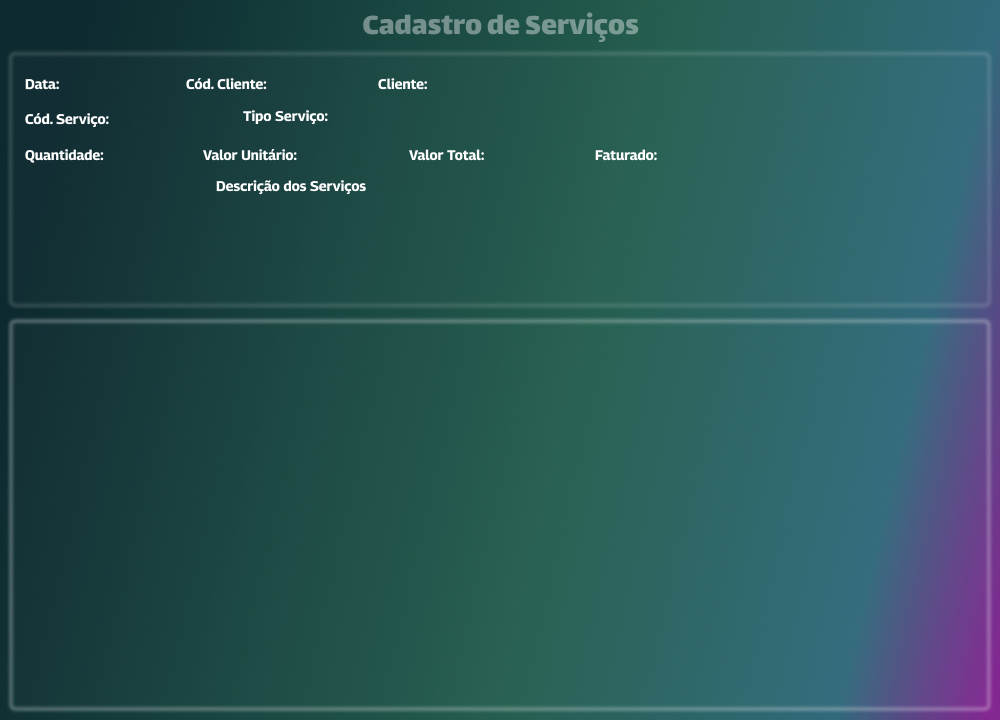 Cadastro de Serviços
Data: Cód. Cliente: Cliente:
Cód. Serviço: Tipo Serviço:
Quantidade: Valor Unitário: Valor Total: Faturado:
Descrição dos Serviços